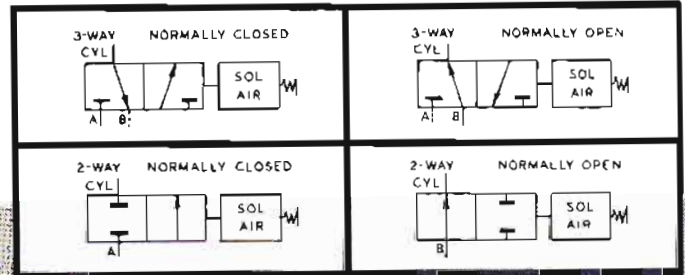 3-WAY NORMALLY CLOSED
CYL
SOL
AIR
A B
3-WAY NORMALLY OPEN
CYL
SOL
AIR
A B
2-WAY NORMALLY CLOSED
CYL
SOL
AIR
A
2-WAY NORMALLY OPEN
CYL
SOL
AIR
B